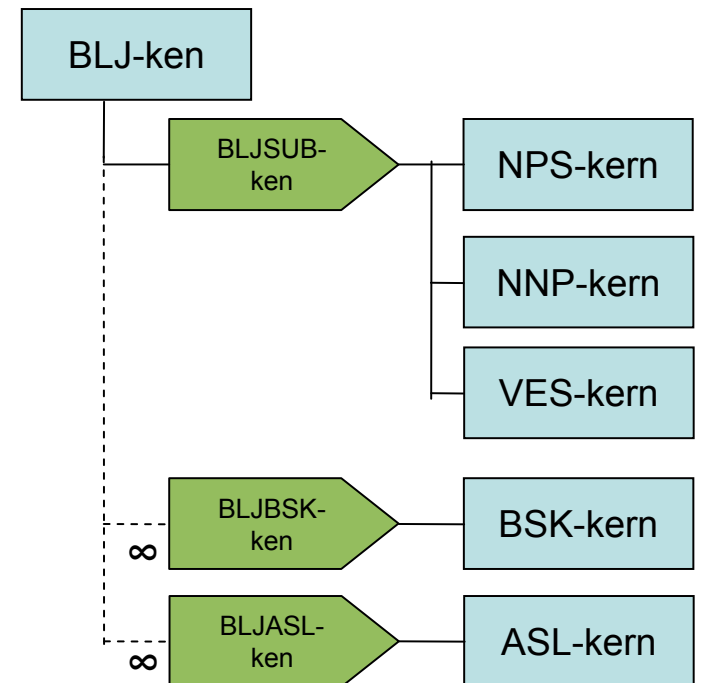 BLJ-ken
BLJSUB-
ken
NPS-kern
NNP-kern
VES-kern
BLJBSK-
ken
BSK-kern
∞
BLJASL-
ken
ASL-kern
∞